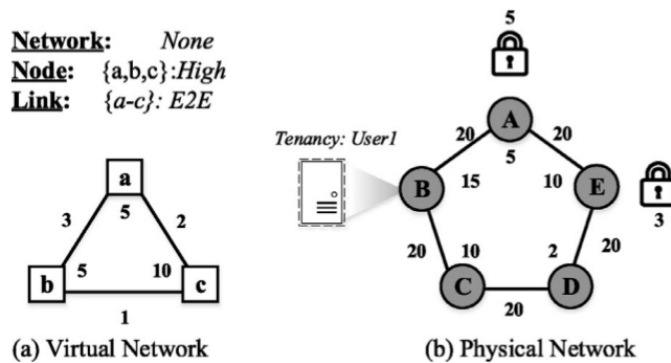 Network: None
Node: {a,b,c}:High
Link: {a-c}: E2E
a
3
5
2
b
5
10
c
1
(a) Virtual Network
5
A
Tenancy: User1
20
20
5
B
15
10
E
3
20
10
2
20
C
D
20
(b) Physical Network